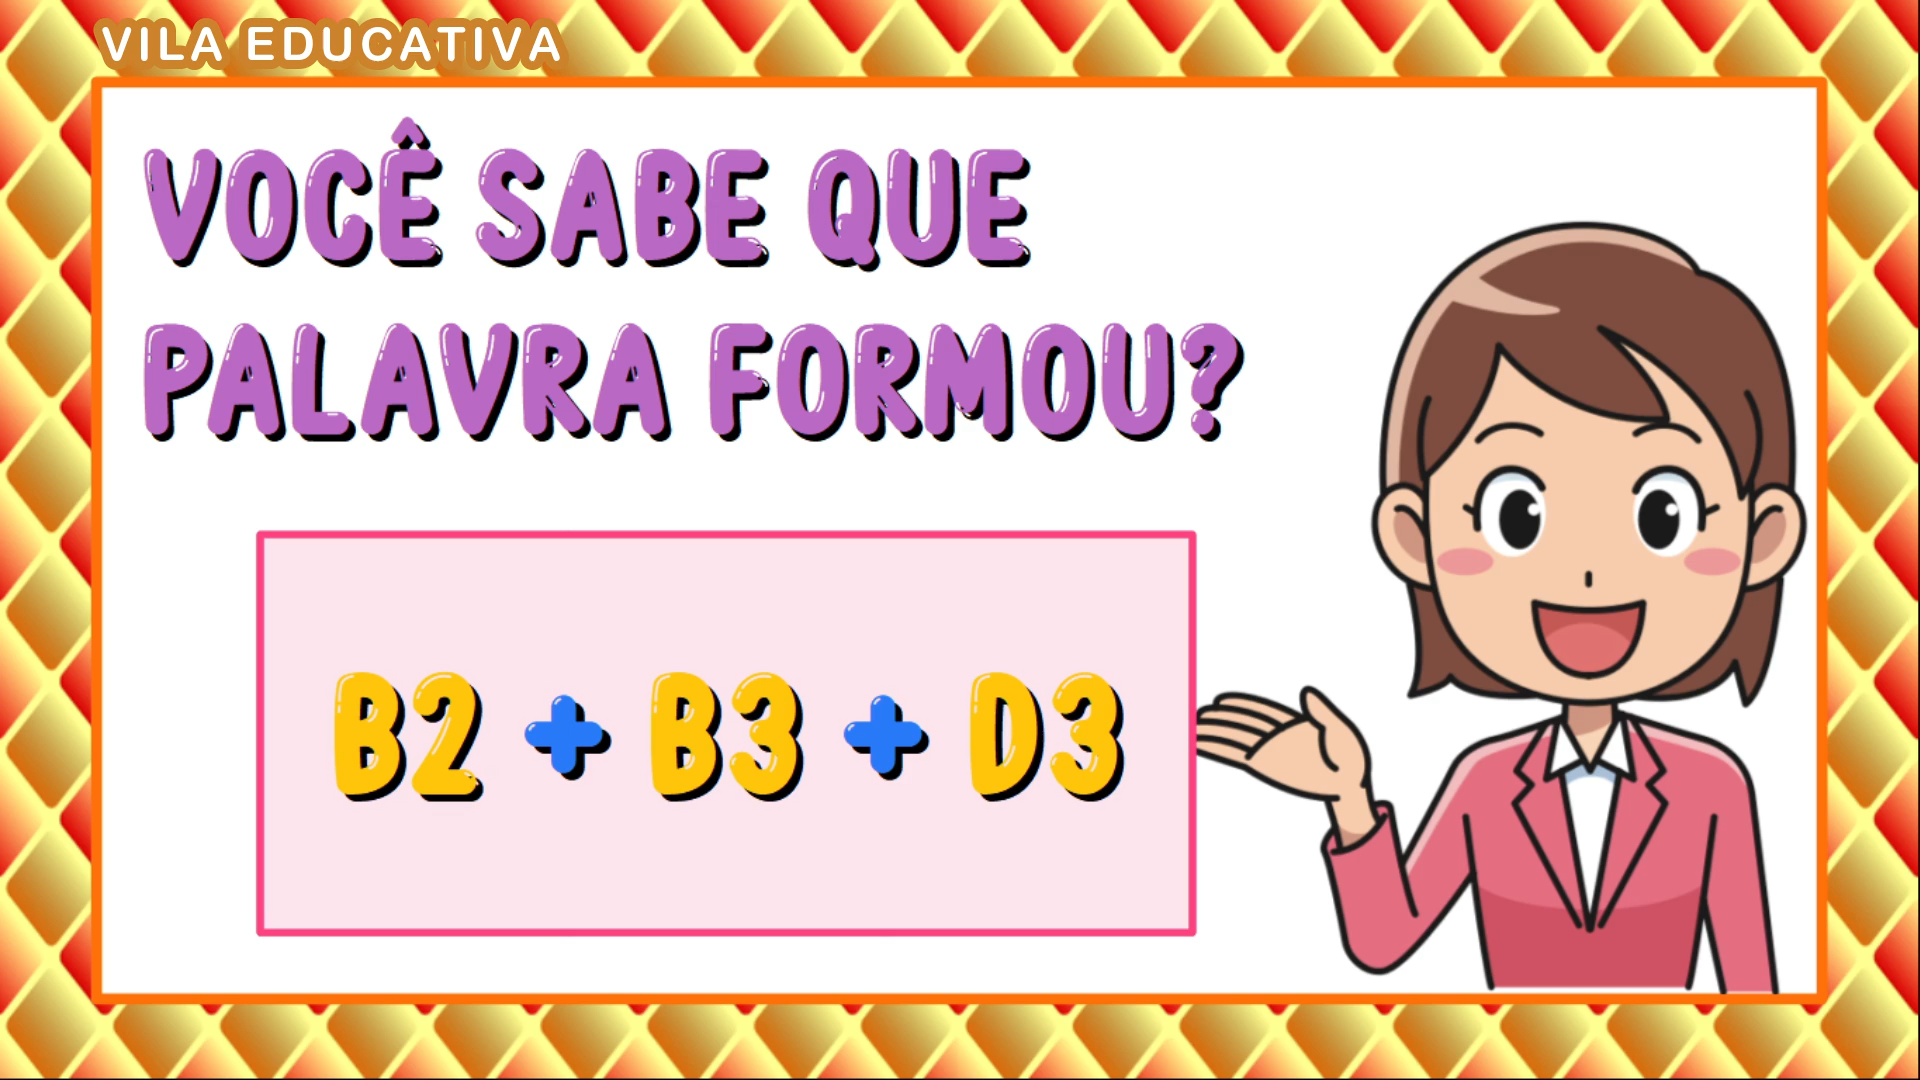 VILA EDUCATIVA
VOCÊ SABE QUE
PALAVRA FORMOU?
B2 + B3 + D3